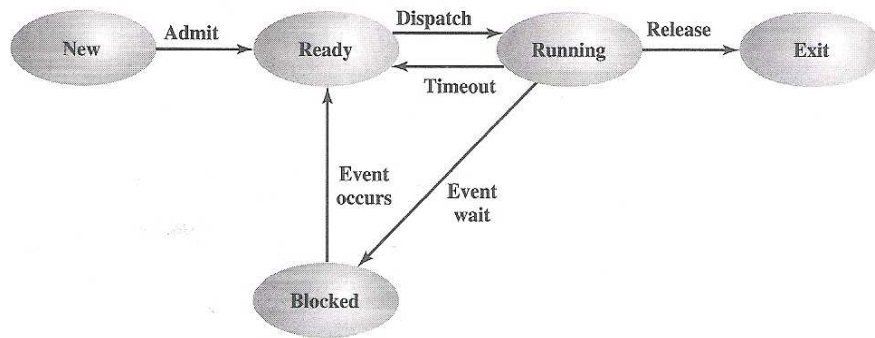 New
Admit
Ready
Dispatch
Timeout
Running
Release
Exit
Event
occurs
Event
wait
Blocked